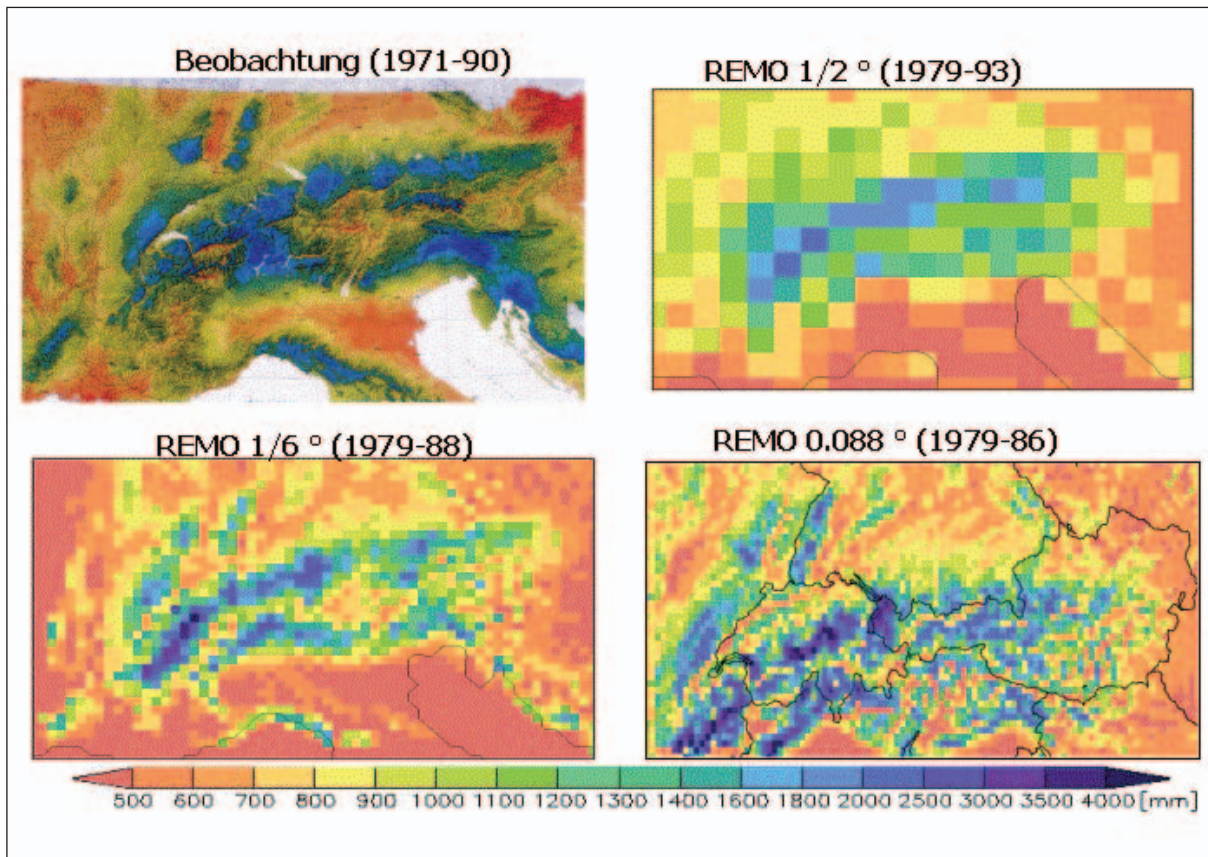 Beobachtung (1971-90)
REMO 1/2 ° (1979-93)
REMO 1/6 ° (1979-88)
REMO 0.088 ° (1979-86)
500 600 700 800 900 1000 1100 1200 1400 1600 1800 2000 2500 3000 3500 4000 [mm]